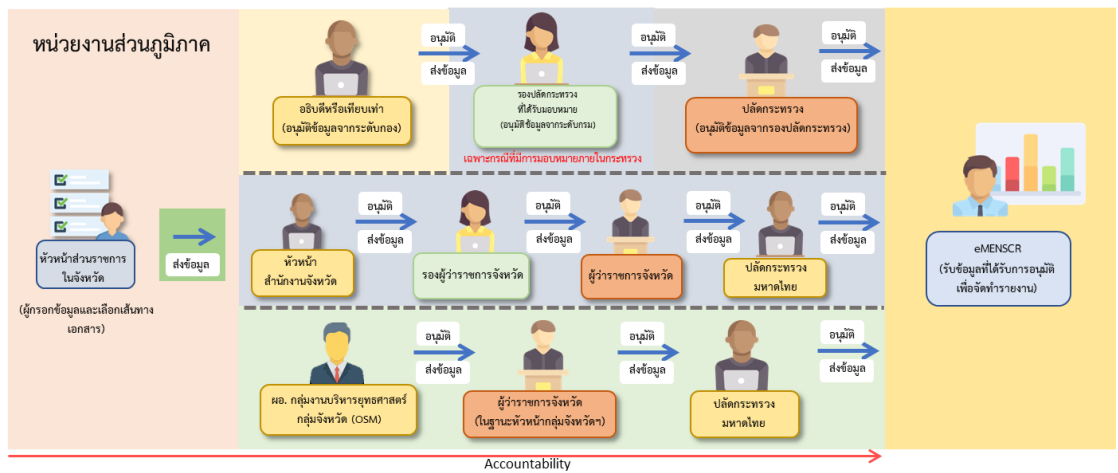 หน่วยงานส่วนภูมิภาค
หัวหน้าส่วนราชการ
ในจังหวัด
(ผู้กรอกข้อมูลและเลือกเส้นทาง
เอกสาร)
ส่งข้อมูล
อธิบดีหรือเทียบเท่า
(อนุมัติข้อมูลจากระดับกอง)
อนุมัติ
ส่งข้อมูล
รองปลัดกระทรวง
ที่ได้รับมอบหมาย
(อนุมัติข้อมูลจากระดับกรม)
เฉพาะกรณีที่มีการมอบหมายภายในกระทรวง
อนุมัติ
ส่งข้อมูล
ปลัดกระทรวง
(อนุมัติข้อมูลจากรองปลัดกระทรวง)
อนุมัติ
ส่งข้อมูล
หัวหน้า
สำนักงานจังหวัด
อนุมัติ
ส่งข้อมูล
รองผู้ว่าราชการจังหวัด
อนุมัติ
ส่งข้อมูล
ผู้ว่าราชการจังหวัด
อนุมัติ
ส่งข้อมูล
ปลัดกระทรวง
มหาดไทย
อนุมัติ
ส่งข้อมูล
ผอ. กลุ่มงานบริหารยุทธศาสตร์
กลุ่มจังหวัด (OSM)
อนุมัติ
ส่งข้อมูล
ผู้ว่าราชการจังหวัด
(ในฐานะหัวหน้ากลุ่มจังหวัดฯ)
อนุมัติ
ส่งข้อมูล
ปลัดกระทรวง
มหาดไทย
อนุมัติ
ส่งข้อมูล
eMENSCR
(รับข้อมูลที่ได้รับการอนุมัติ
เพื่อจัดทำรายงาน)
Accountability